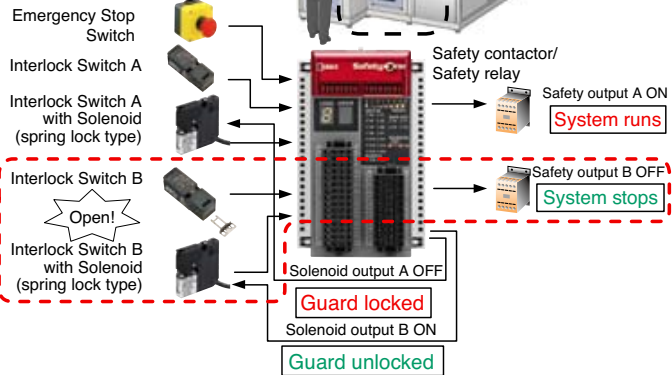 Emergency Stop
Switch
Interlock Switch A
Interlock Switch A
with Solenoid
(spring lock type)
Interlock Switch B
Open!
Interlock Switch B
with Solenoid
(spring lock type)
Safety contactor/
Safety relay
Safety output A ON
System runs
Safety output B OFF
System stops
Solenoid output A OFF
Guard locked
Solenoid output B ON
Guard unlocked